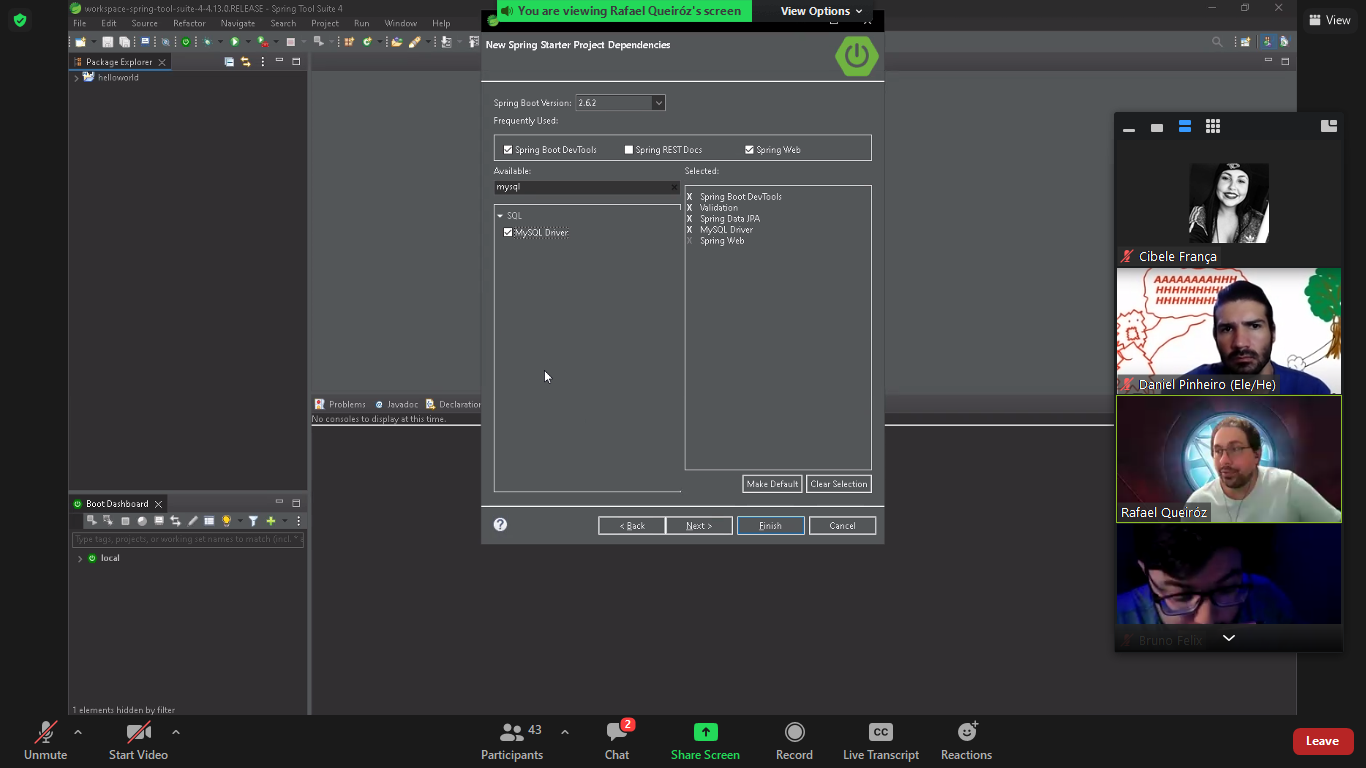 workspace-spring-tool-suite-4-4.13.0.RELEASE - Spring Tool Suite 4
You are viewing Rafael Queiróz's screen
View Options
View
File Edit Source Refactor Navigate Search Project Run Window Help
New Spring Starter Project Dependencies
Package Explorer
helloworld
Spring Boot Version: 2.6.2
Frequently Used:
Spring Boot DevTools
Spring REST Docs
Spring Web
Available:
Selected:
mysql
SQL
MySQL Driver
X Spring Boot DevTools
X Validation
X Spring Data JPA
X MySQL Driver
X Spring Web
Make Default
Clear Selection
< Back
Next >
Finish
Cancel
Problems
Javadoc
Declaration
No consoles to display at this time.
Boot Dashboard
Type tags, projects, or working set names to match (incl. *
local
1 elements hidden by filter
Cibele França
AAAAAAAAHHH
HHHHHHHHHHH
HHHHHHHHHH
Daniel Pinheiro (Ele/He)
Rafael Queiróz
Bruno Felix
Unmute
Start Video
Participants
43
Chat
2
Share Screen
Record
CC
Live Transcript
Reactions
Leave